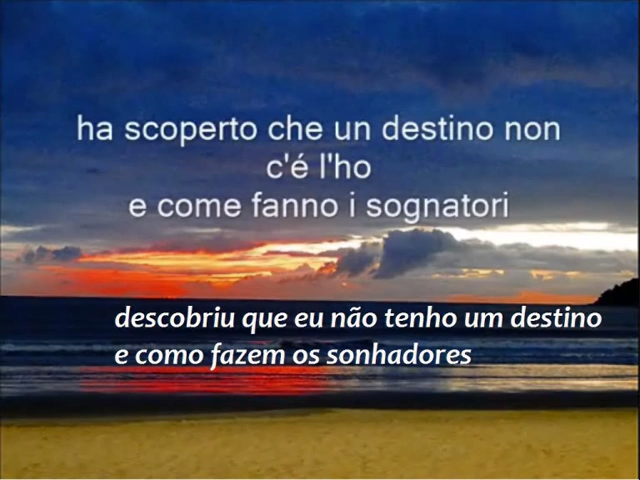 ha scoperto che un destino non
c'é l'ho
e come fanno i sognatori
descobriu que eu não tenho um destino
e como fazem os sonhadores